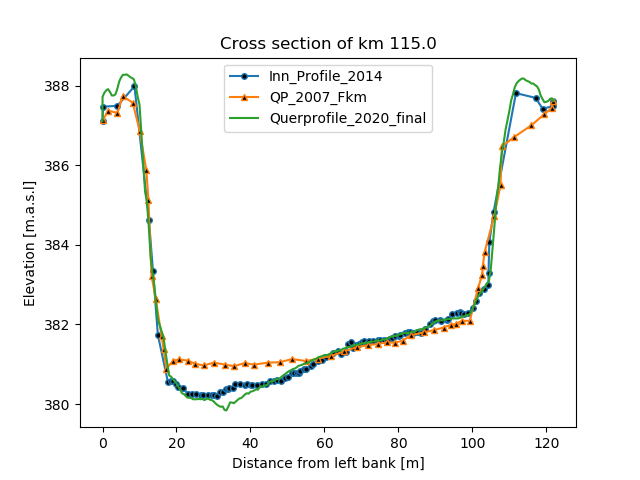 Cross section of km 115.0
Inn_Profile_2014
QP_2007_Fkm
Querprofile_2020_final
Elevation [m.a.s.l]
388
386
384
382
380
0 20 40 60 80 100 120
Distance from left bank [m]